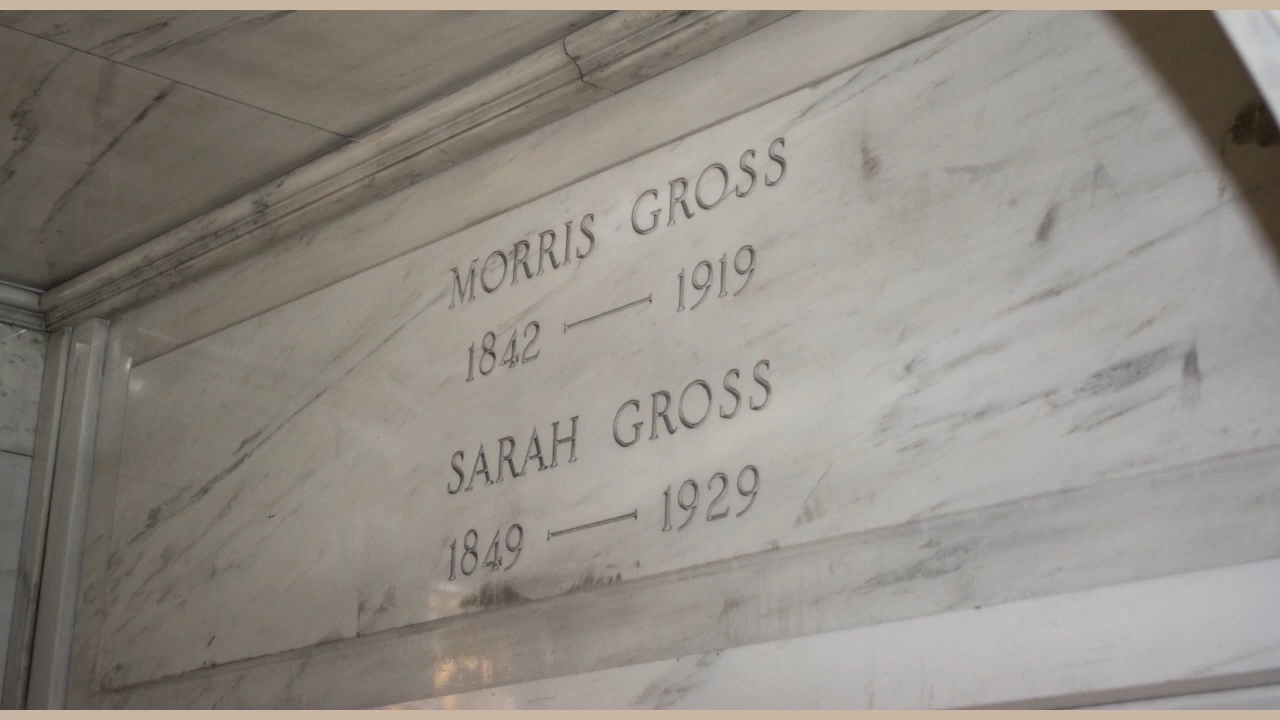 MORRIS GROSS
1842 — 1919
SARAH GROSS
1849 — 1929